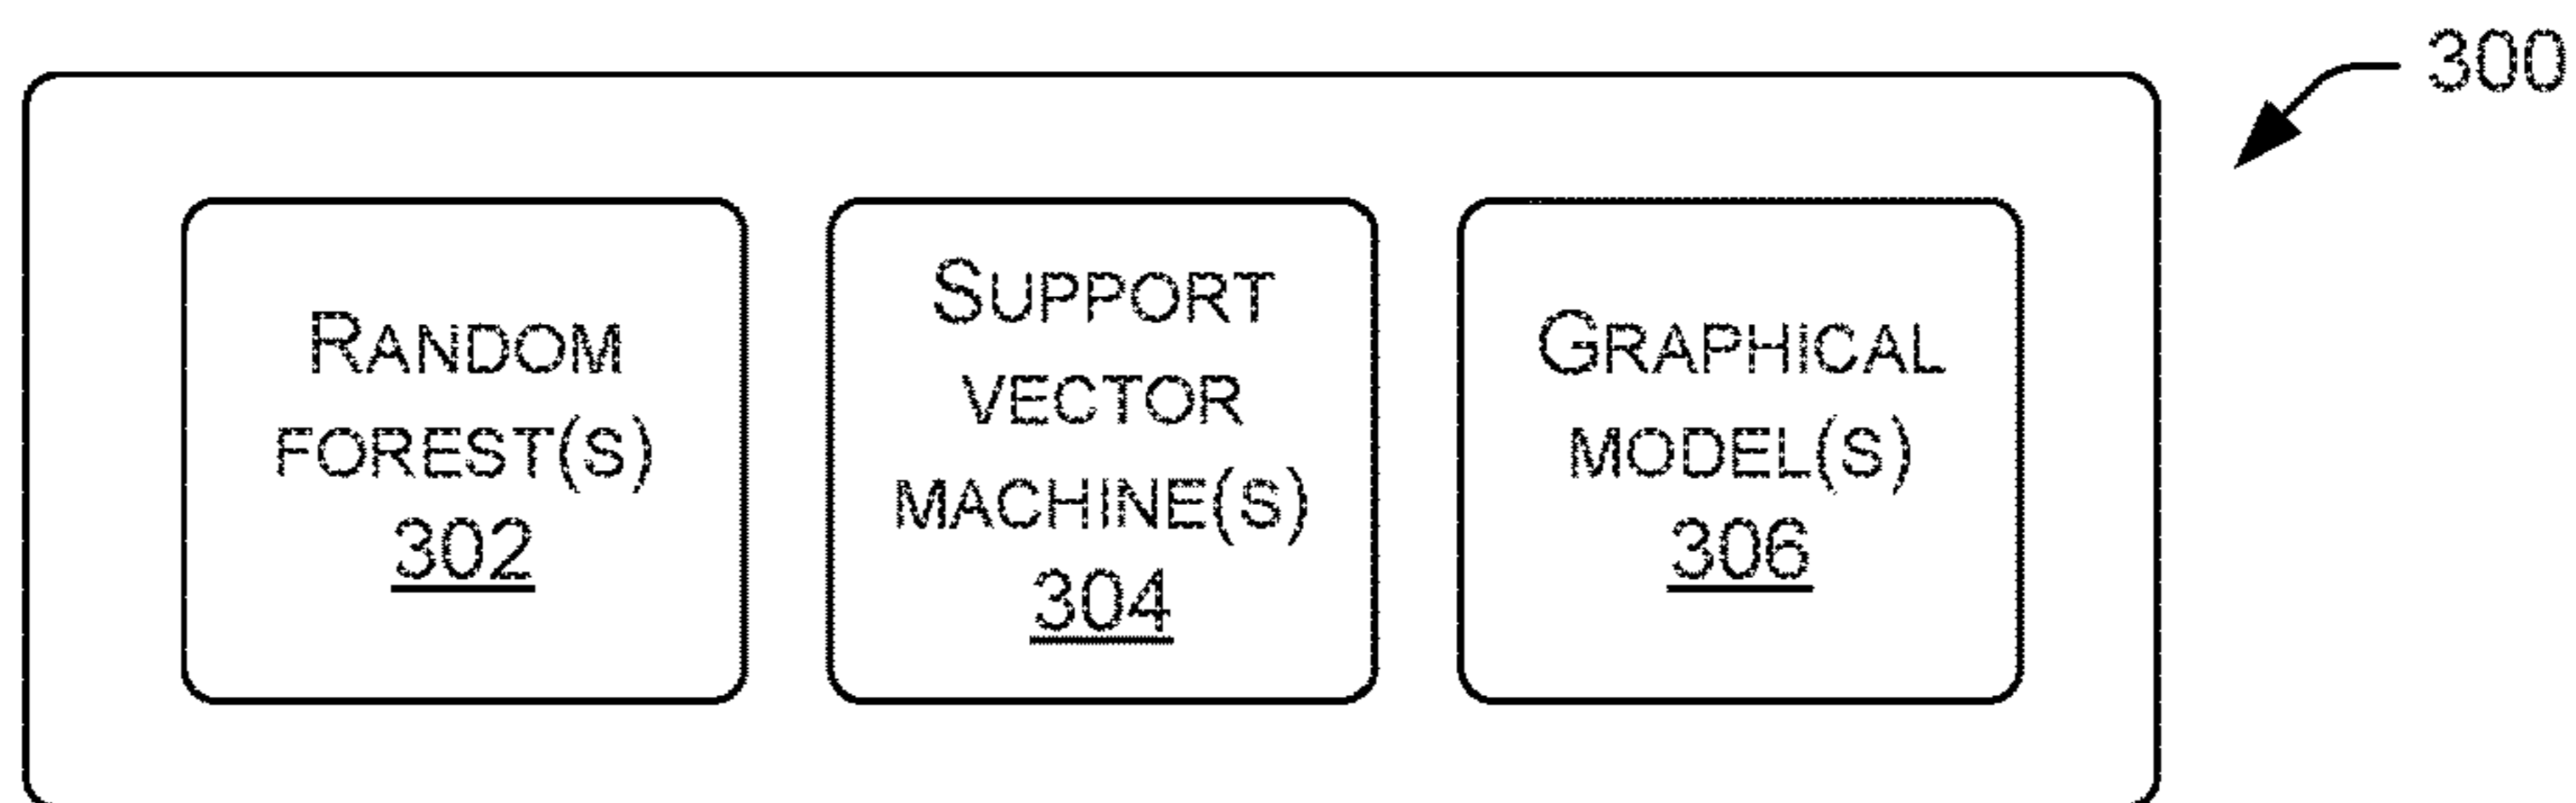 300
RANDOM
FOREST(S)
302
SUPPORT
VECTOR
MACHINE(S)
304
GRAPHICAL
MODEL(S)
306